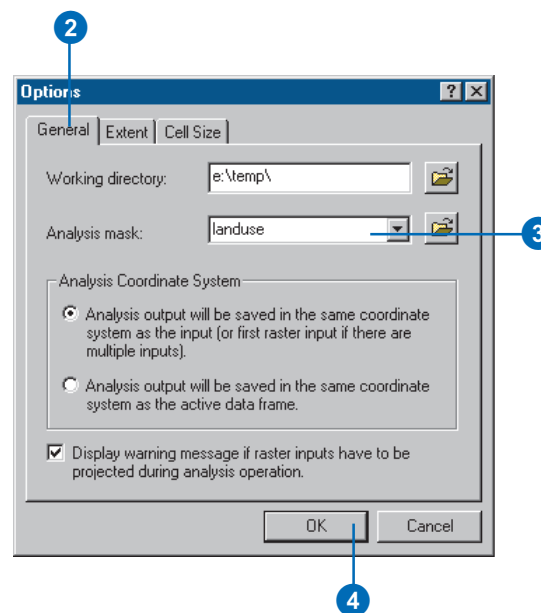 2
Options
General Extent Cell Size
Working directory: e:\temp\
Analysis mask: landuse
3
Analysis Coordinate System
Analysis output will be saved in the same coordinate
system as the input (or first raster input if there are
multiple inputs).
Analysis output will be saved in the same coordinate
system as the active data frame.
Display warning message if raster inputs have to be
projected during analysis operation.
OK Cancel
4